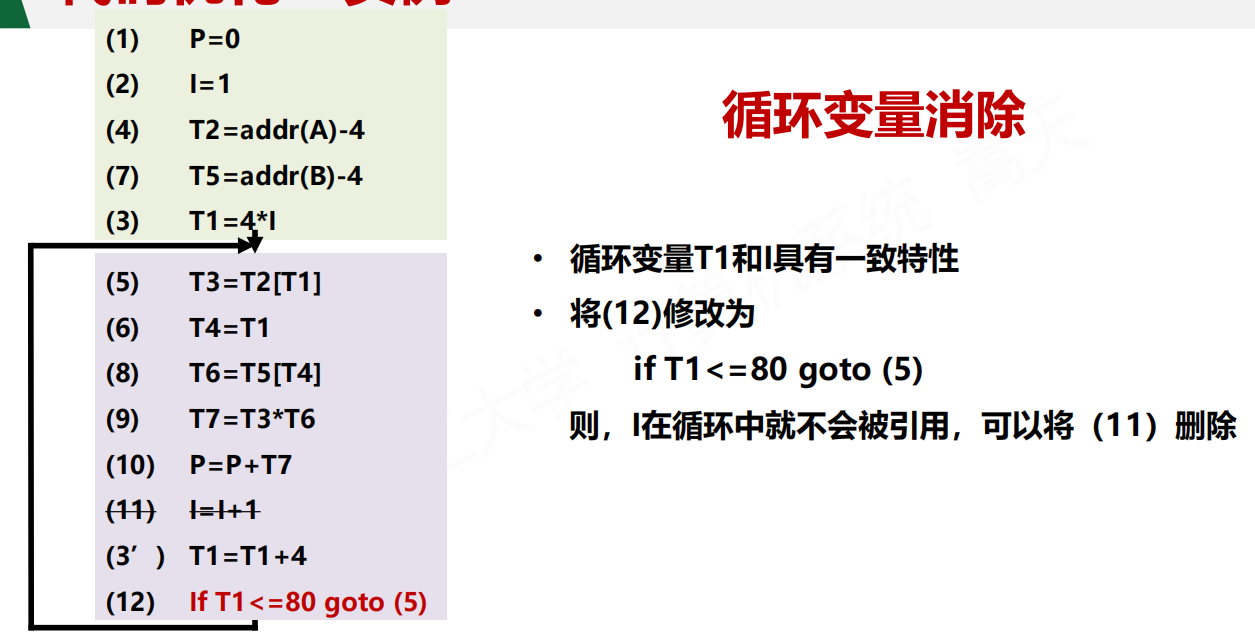 (1) P=0
(2) I=1
(4) T2=addr(A)-4
(7) T5=addr(B)-4
(3) T1=4*I
(5) T3=T2[T1]
(6) T4=T1
(8) T6=T5[T4]
(9) T7=T3*T6
(10) P=P+T7
(11) I=I+1
(3’) T1=T1+4
(12) If T1<=80 goto (5)
循环变量消除
• 循环变量T1和I具有一致特性
• 将(12)修改为
if T1<=80 goto (5)
则，I在循环中就不会被引用，可以将（11）删除